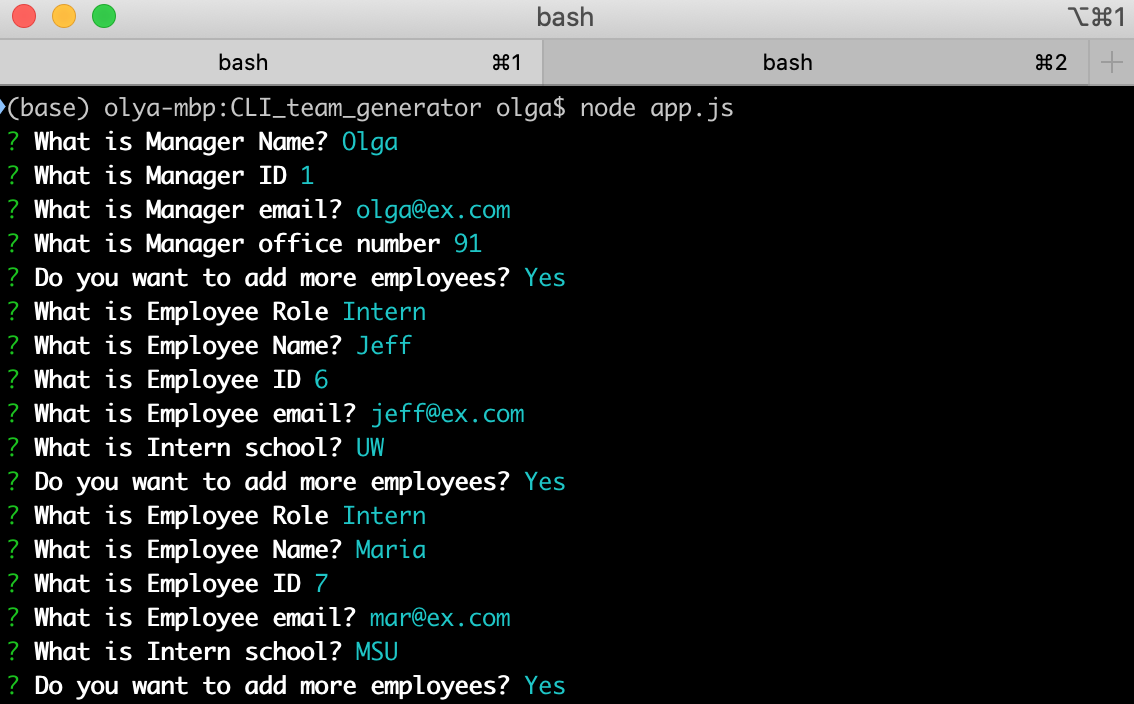 bash ⌥⌘1
bash ⌘1 bash ⌘2 +
(base) olya-mbp:CLI_team_generator olga$ node app.js
? What is Manager Name? Olga
? What is Manager ID 1
? What is Manager email? olga@ex.com
? What is Manager office number 91
? Do you want to add more employees? Yes
? What is Employee Role Intern
? What is Employee Name? Jeff
? What is Employee ID 6
? What is Employee email? jeff@ex.com
? What is Intern school? UW
? Do you want to add more employees? Yes
? What is Employee Role Intern
? What is Employee Name? Maria
? What is Employee ID 7
? What is Employee email? mar@ex.com
? What is Intern school? MSU
? Do you want to add more employees? Yes